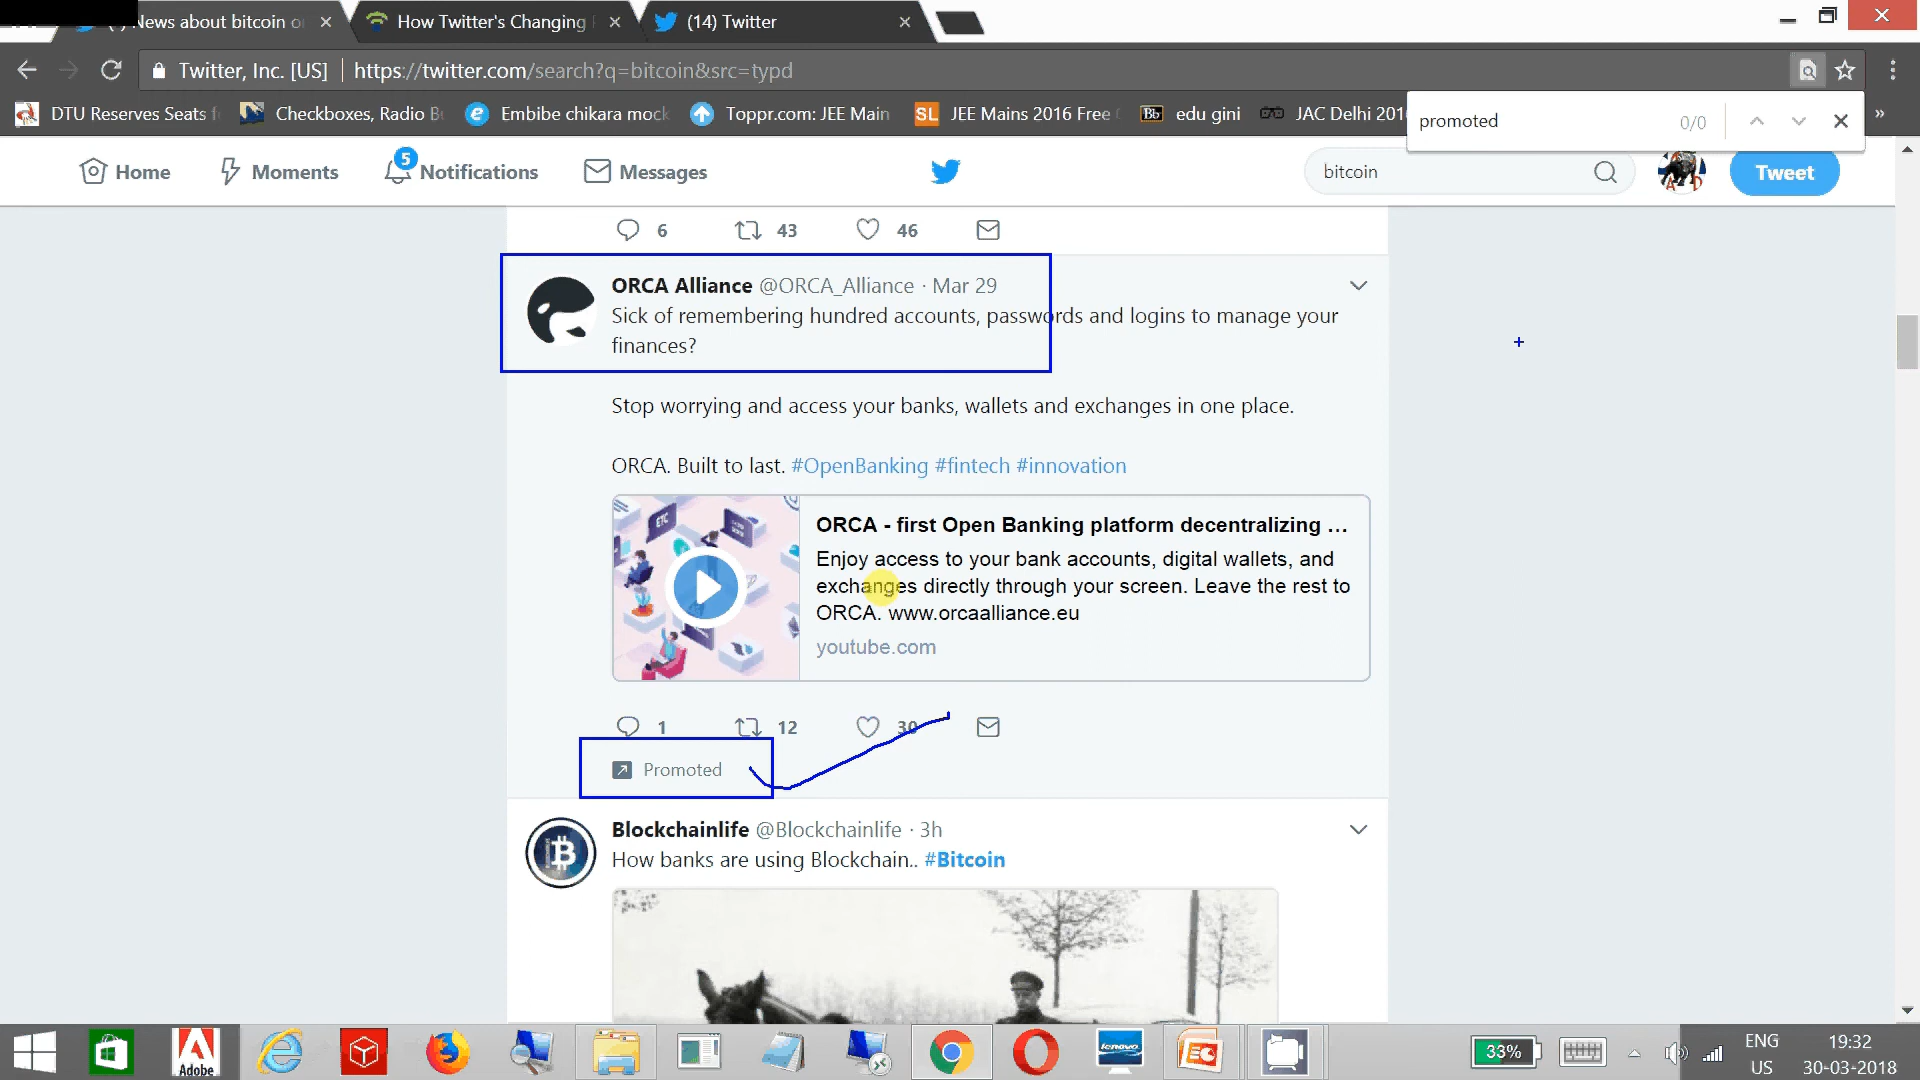 News about bitcoin o
How Twitter's Changing
(14) Twitter
Twitter, Inc. [US]
https://twitter.com/search?q=bitcoin&src=typd
DTU Reserves Seats f
Checkboxes, Radio B
Embibe chikara mock
Toppr.com: JEE Main
SL
JEE Mains 2016 Free
Bb
edu gini
JAC Delhi 201
»
promoted
0/0
Home
Moments
5
Notifications
Messages
bitcoin
Tweet
6
43
46
ORCA Alliance @ORCA_Alliance · Mar 29
Sick of remembering hundred accounts, passwords and logins to manage your
finances?
Stop worrying and access your banks, wallets and exchanges in one place.
ORCA. Built to last. #OpenBanking #fintech #innovation
ETC
ORCA - first Open Banking platform decentralizing ...
Enjoy access to your bank accounts, digital wallets, and
exchanges directly through your screen. Leave the rest to
ORCA. www.orcaalliance.eu
youtube.com
1
12
30
Promoted
Blockchainlife @Blockchainlife · 3h
How banks are using Blockchain.. #Bitcoin
Adobe
lenovo
33%
ENG
US
19:32
30-03-2018